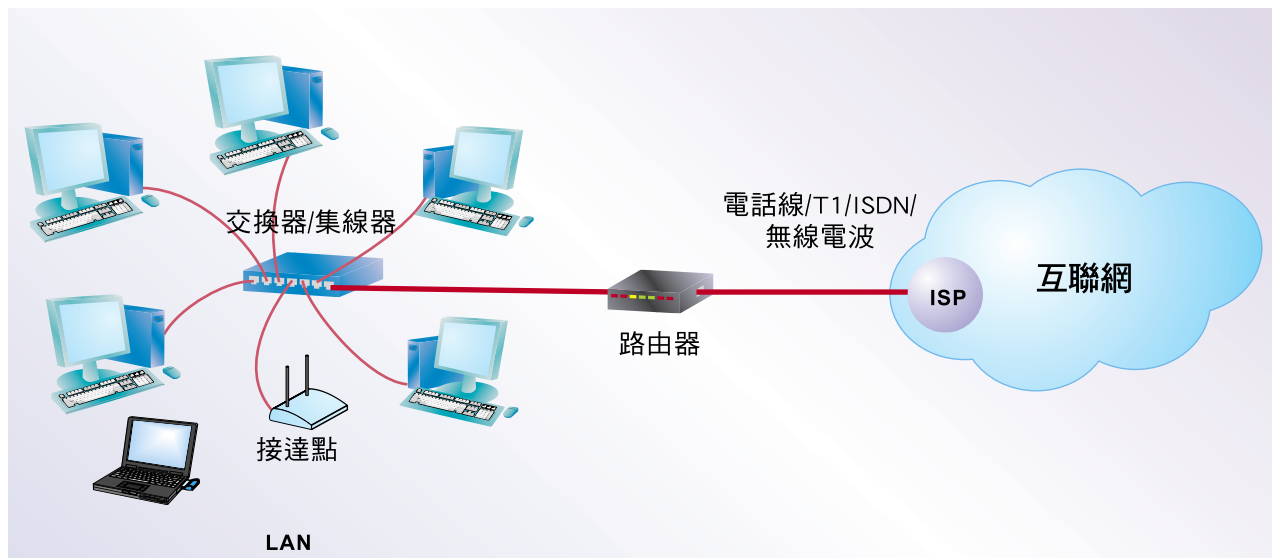 交換器/集線器
電話線/T1/ISDN/
無線電波
互聯網
ISP
路由器
接達點
LAN